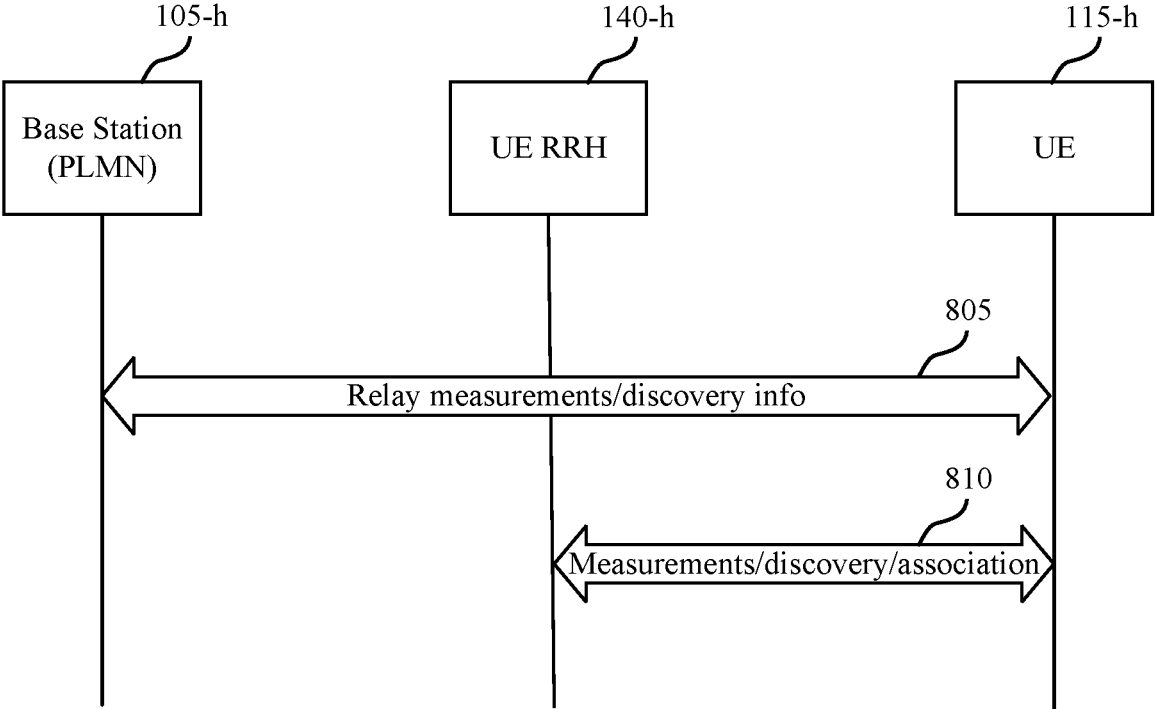 105-h
140-h
115-h
Base Station
(PLMN)
UE RRH
UE
805
Relay measurements/discovery info
810
Measurements/discovery/association